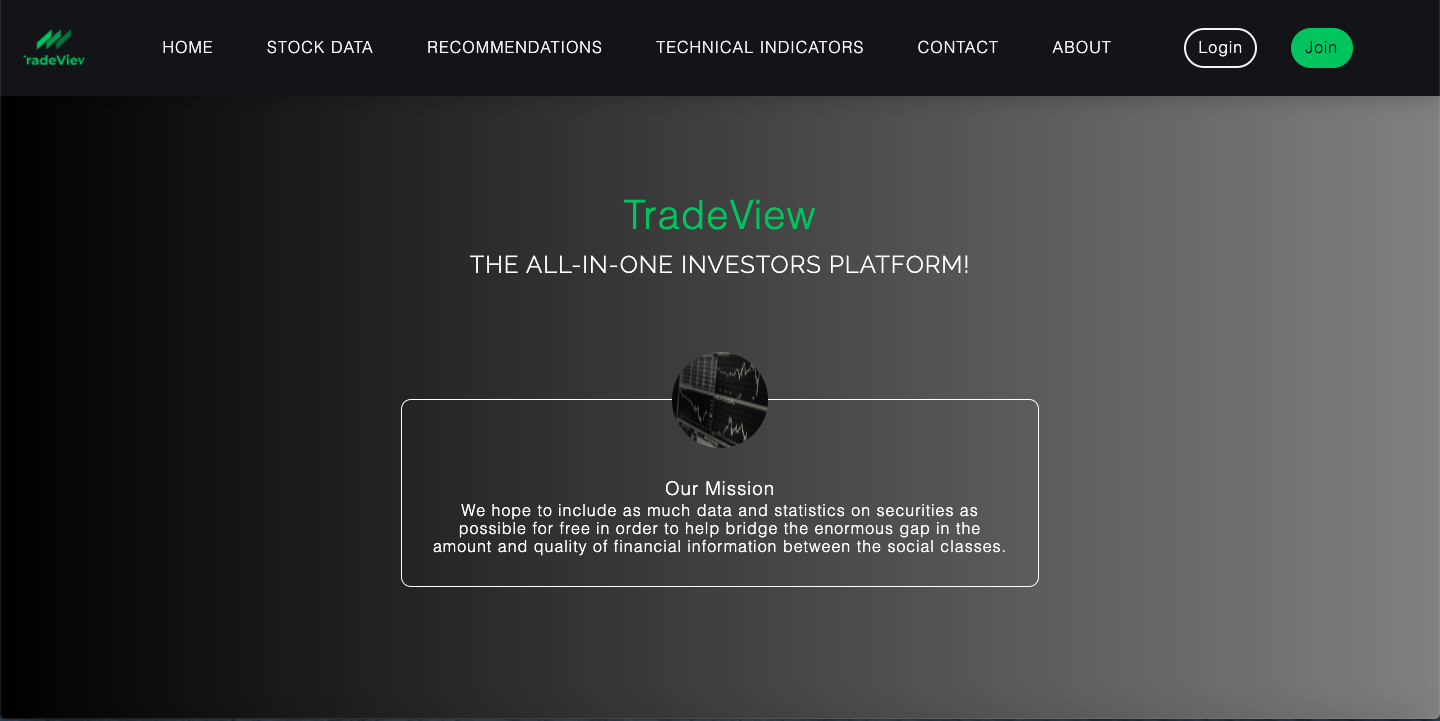 HOME STOCK DATA RECOMMENDATIONS TECHNICAL INDICATORS CONTACT ABOUT Login Join
TradeView
THE ALL-IN-ONE INVESTORS PLATFORM!
Our Mission
We hope to include as much data and statistics on securities as
possible for free in order to help bridge the enormous gap in the
amount and quality of financial information between the social classes.